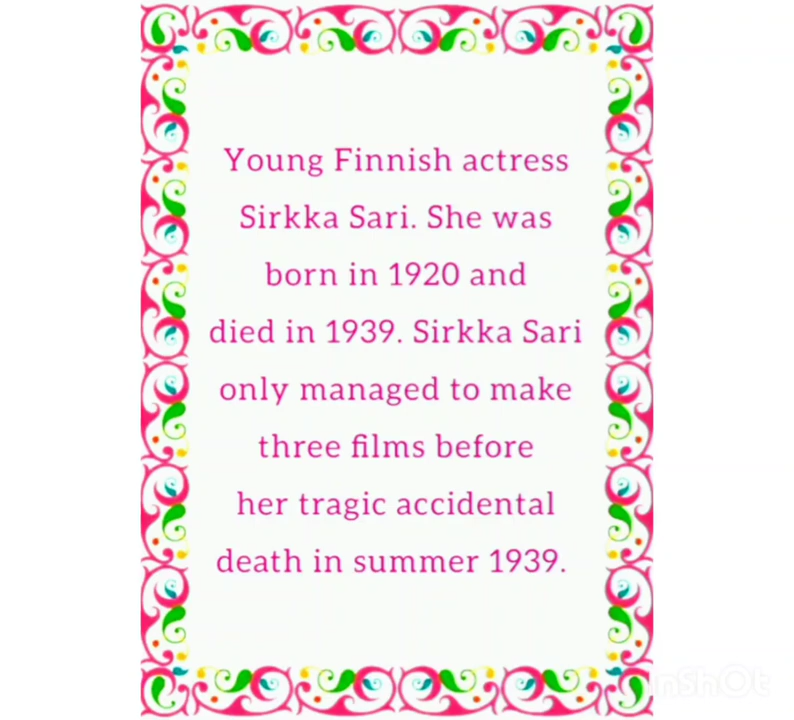 Young Finnish actress
Sirkka Sari. She was
born in 1920 and
died in 1939. Sirkka Sari
only managed to make
three films before
her tragic accidental
death in summer 1939.